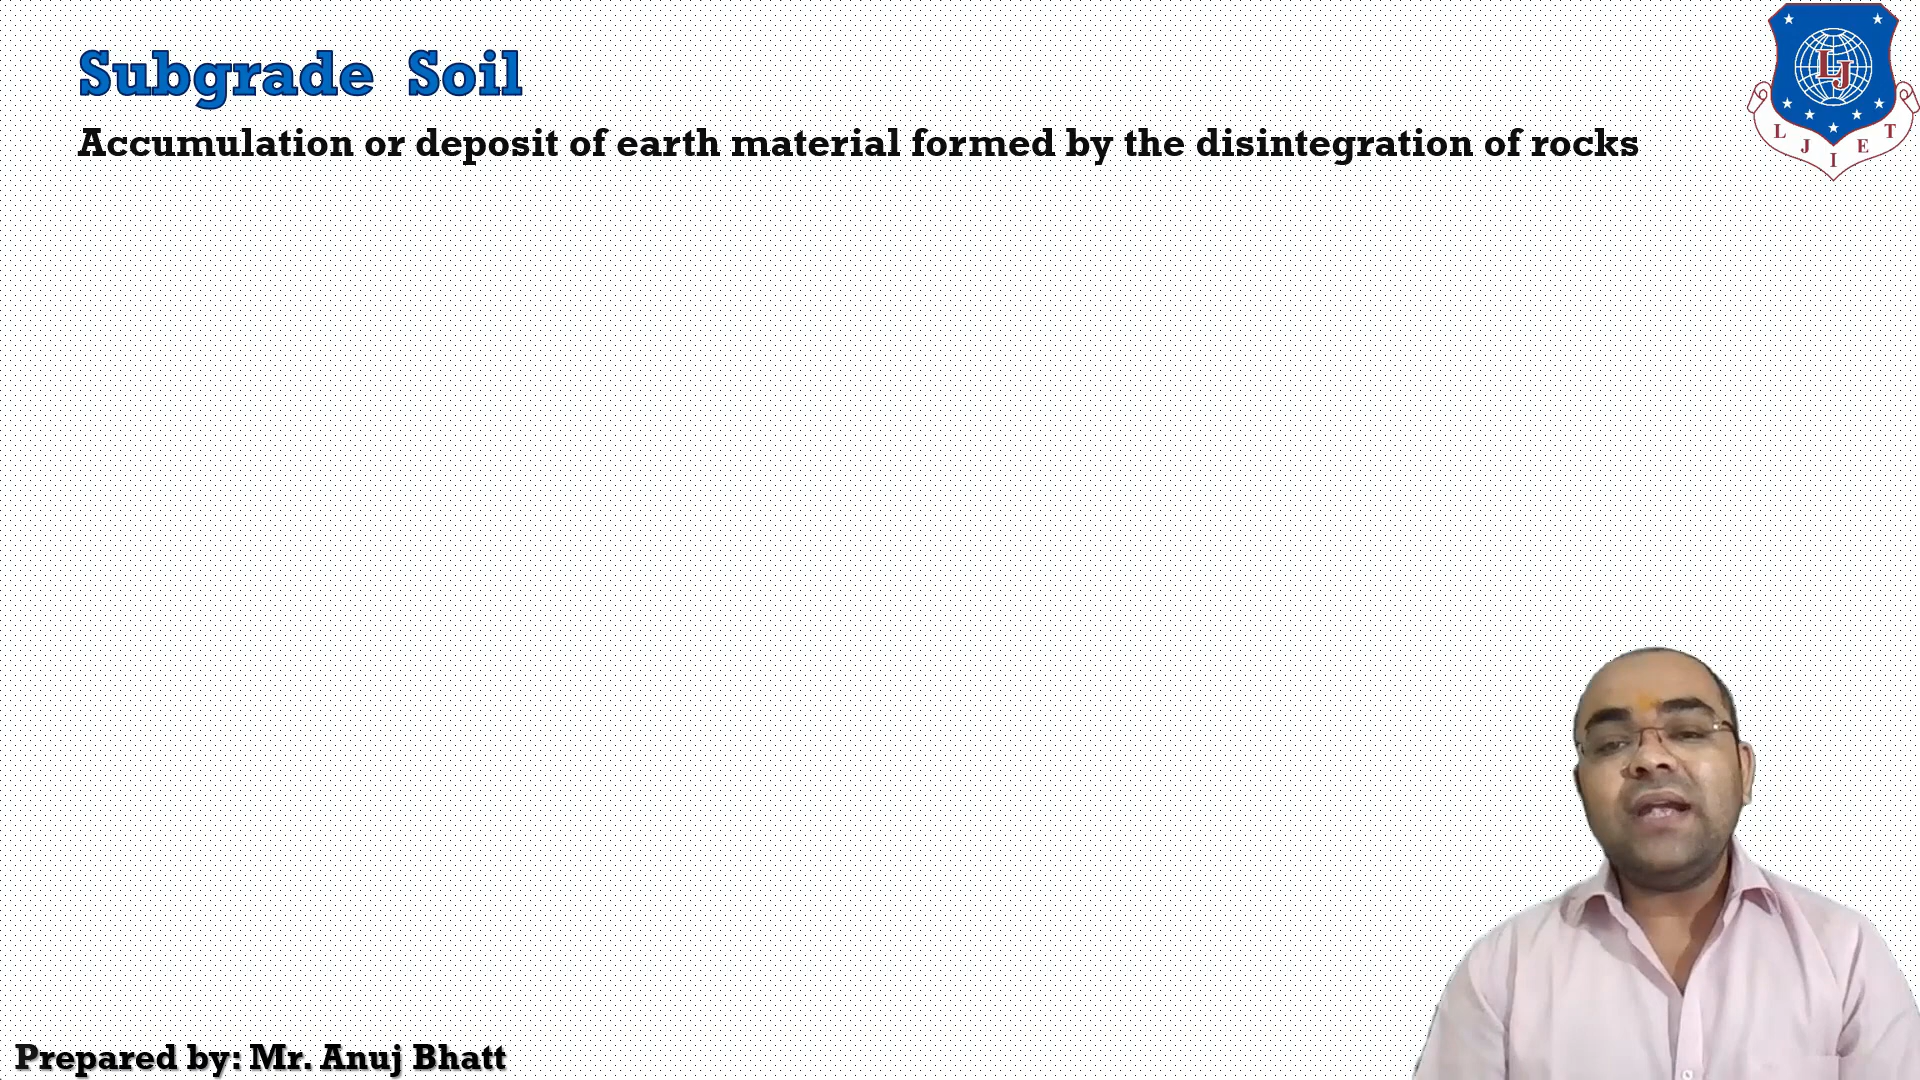 Subgrade Soil
Accumulation or deposit of earth material formed by the disintegration of rocks
LJ
L J I E T
Prepared by: Mr. Anuj Bhatt